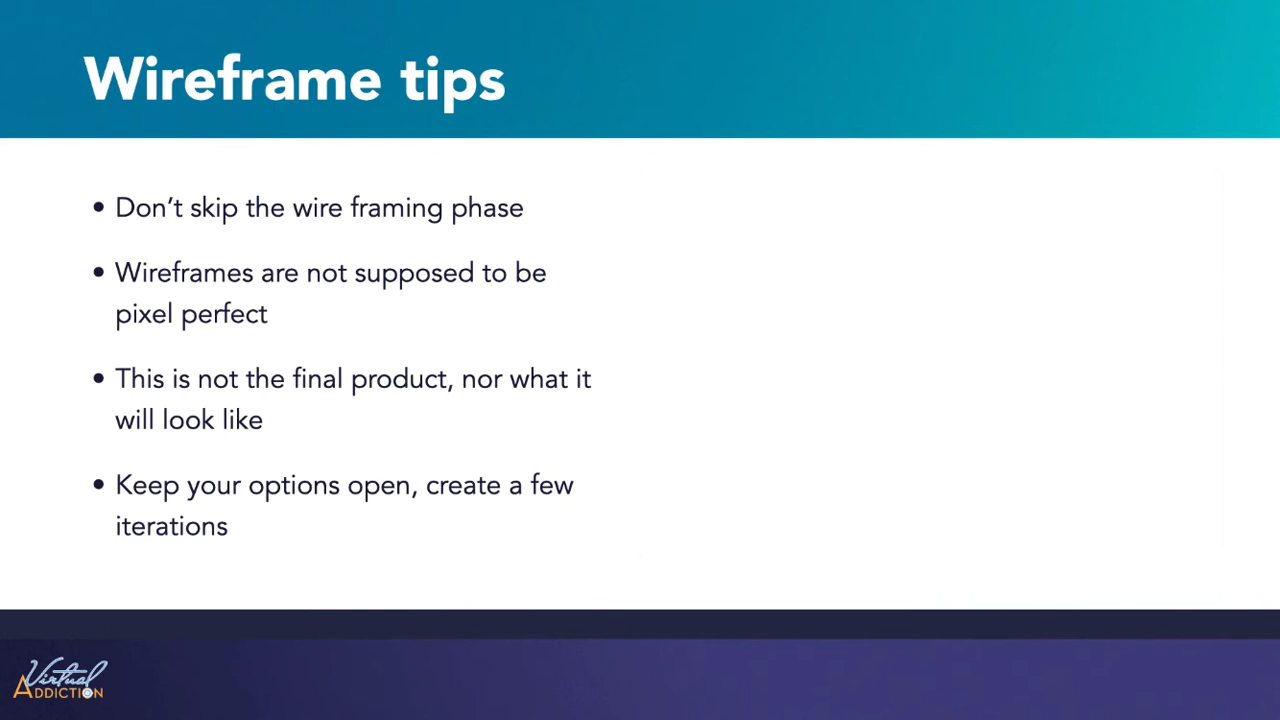 Wireframe tips
• Don’t skip the wire framing phase
• Wireframes are not supposed to be
pixel perfect
• This is not the final product, nor what it
will look like
• Keep your options open, create a few
iterations
Virtual
ADDICTION